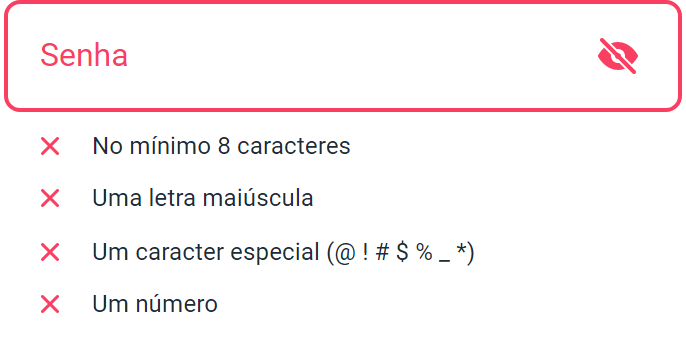 Senha
No mínimo 8 caracteres
Uma letra maiúscula
Um caracter especial (@ ! # $ % _ *)
Um número